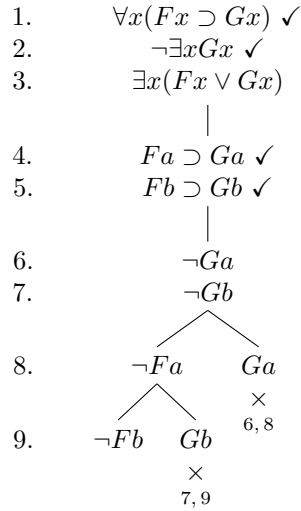 1. ∀x(Fx ⊃ Gx) ✓
2. ¬∃xGx ✓
3. ∃x(Fx ∨ Gx)
4. Fa ⊃ Ga ✓
5. Fb ⊃ Gb ✓
6. ¬Ga
7. ¬Gb
8. ¬Fa Ga
×
6, 8
9. ¬Fb Gb
×
7, 9